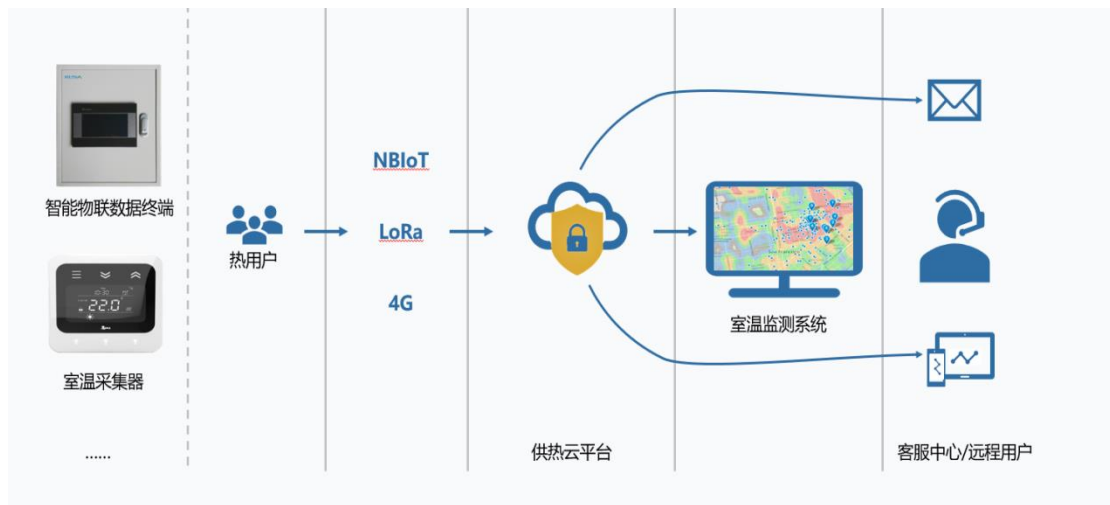 智能物联数据终端
22.0
室温采集器
......
热用户
NBIoT
LoRa
4G
供热云平台
室温监测系统
客服中心/远程用户